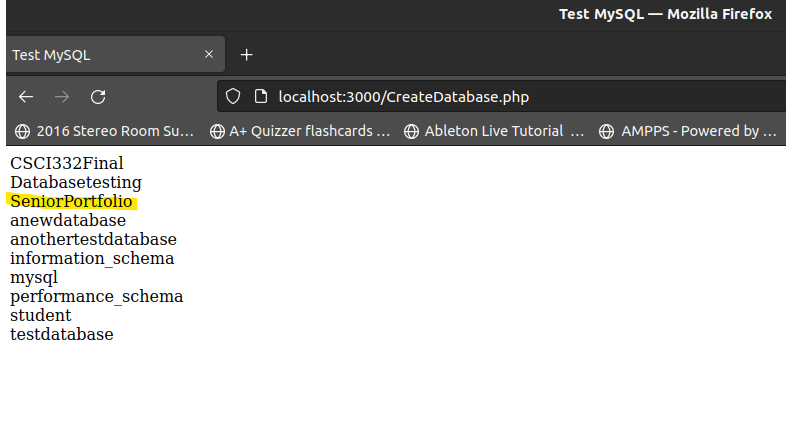 Test MySQL — Mozilla Firefox
Test MySQL
localhost:3000/CreateDatabase.php
2016 Stereo Room Su… A+ Quizzer flashcards … Ableton Live Tutorial … AMPPS - Powered by …
CSCI332Final
Databasetesting
SeniorPortfolio
anewdatabase
anothertestdatabase
information_schema
mysql
performance_schema
student
testdatabase